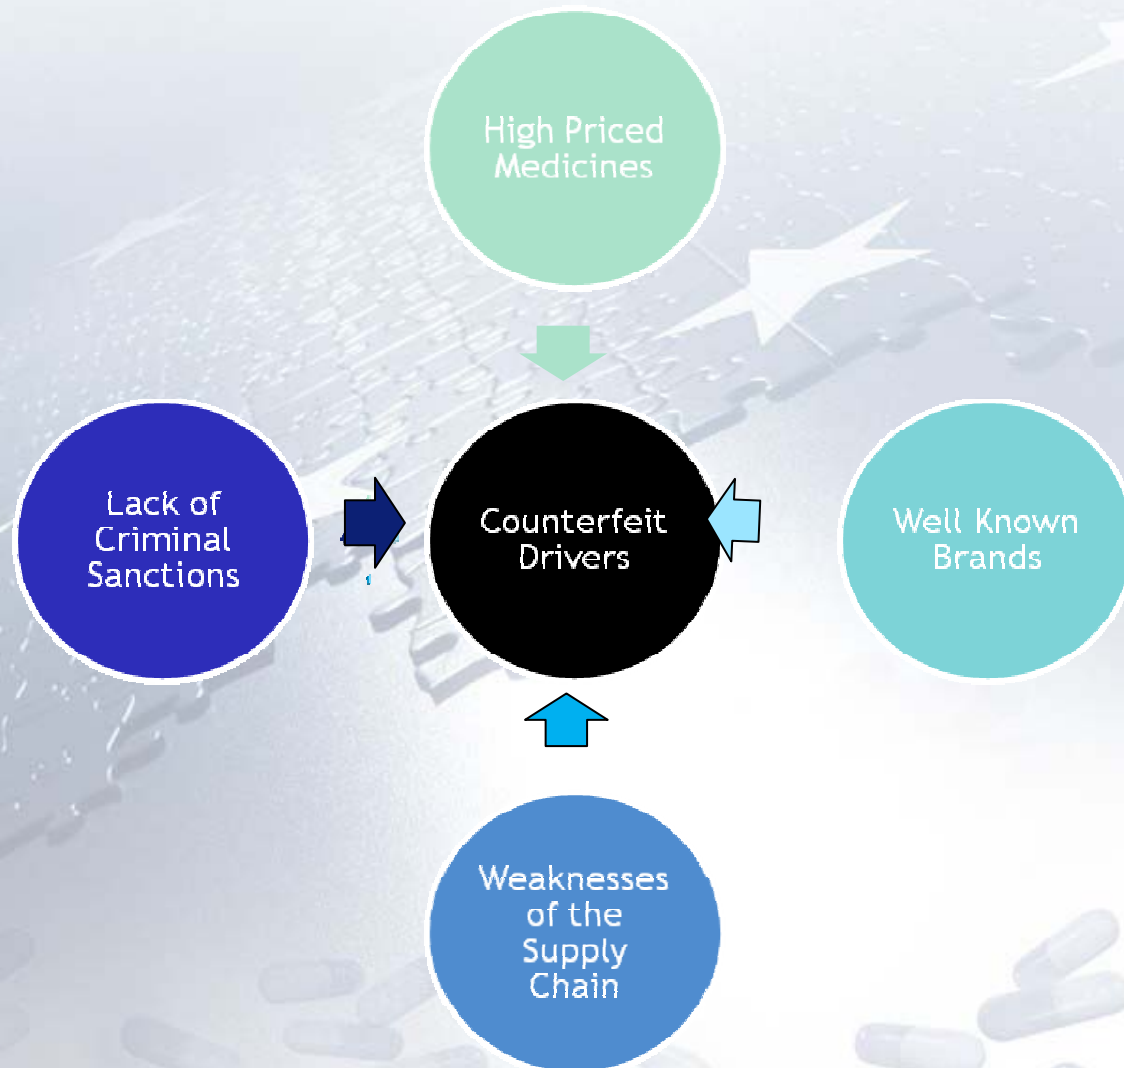 High Priced
Medicines
Lack of
Criminal
Sanctions
Counterfeit
Drivers
Well Known
Brands
Weaknesses
of the
Supply
Chain